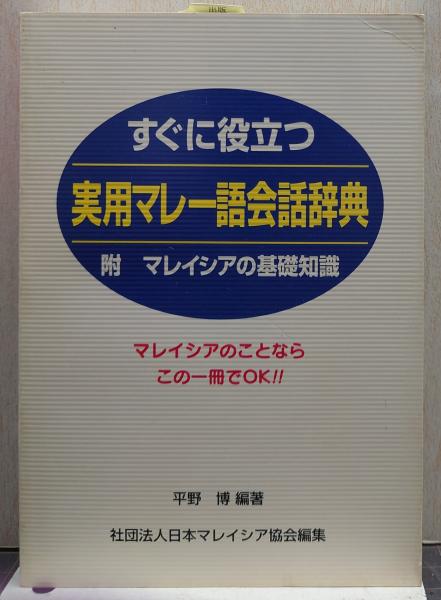 すぐに役立つ
実用マレー語会話辞典
附　マレイシアの基礎知識
マレイシアのことなら
この一冊でOK!!
平野　博 編著
社団法人日本マレイシア協会編集